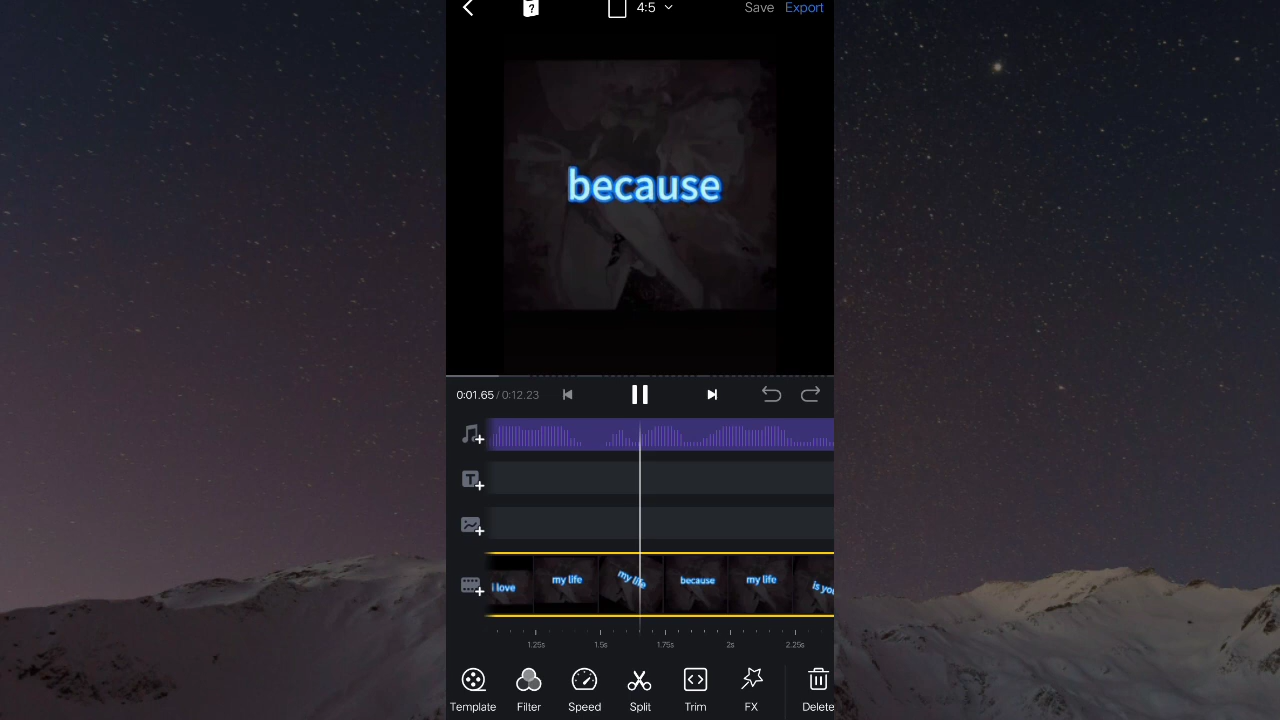 ?
4:5
Save
Export
because
0:01.65 / 0:12.23
T
i love
my life
my life
because
my life
is you
1.25s
1.5s
1.75s
2s
2.25s
Template
Filter
Speed
Split
Trim
FX
Delete